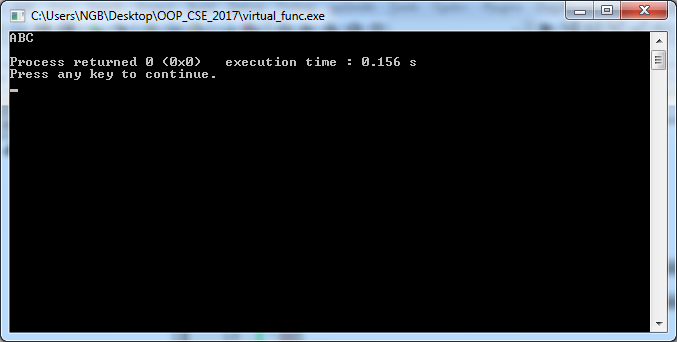 C:\Users\NGB\Desktop\OOP_CSE_2017\virtual_func.exe
ABC
Process returned 0 (0x0)   execution time : 0.156 s
Press any key to continue.